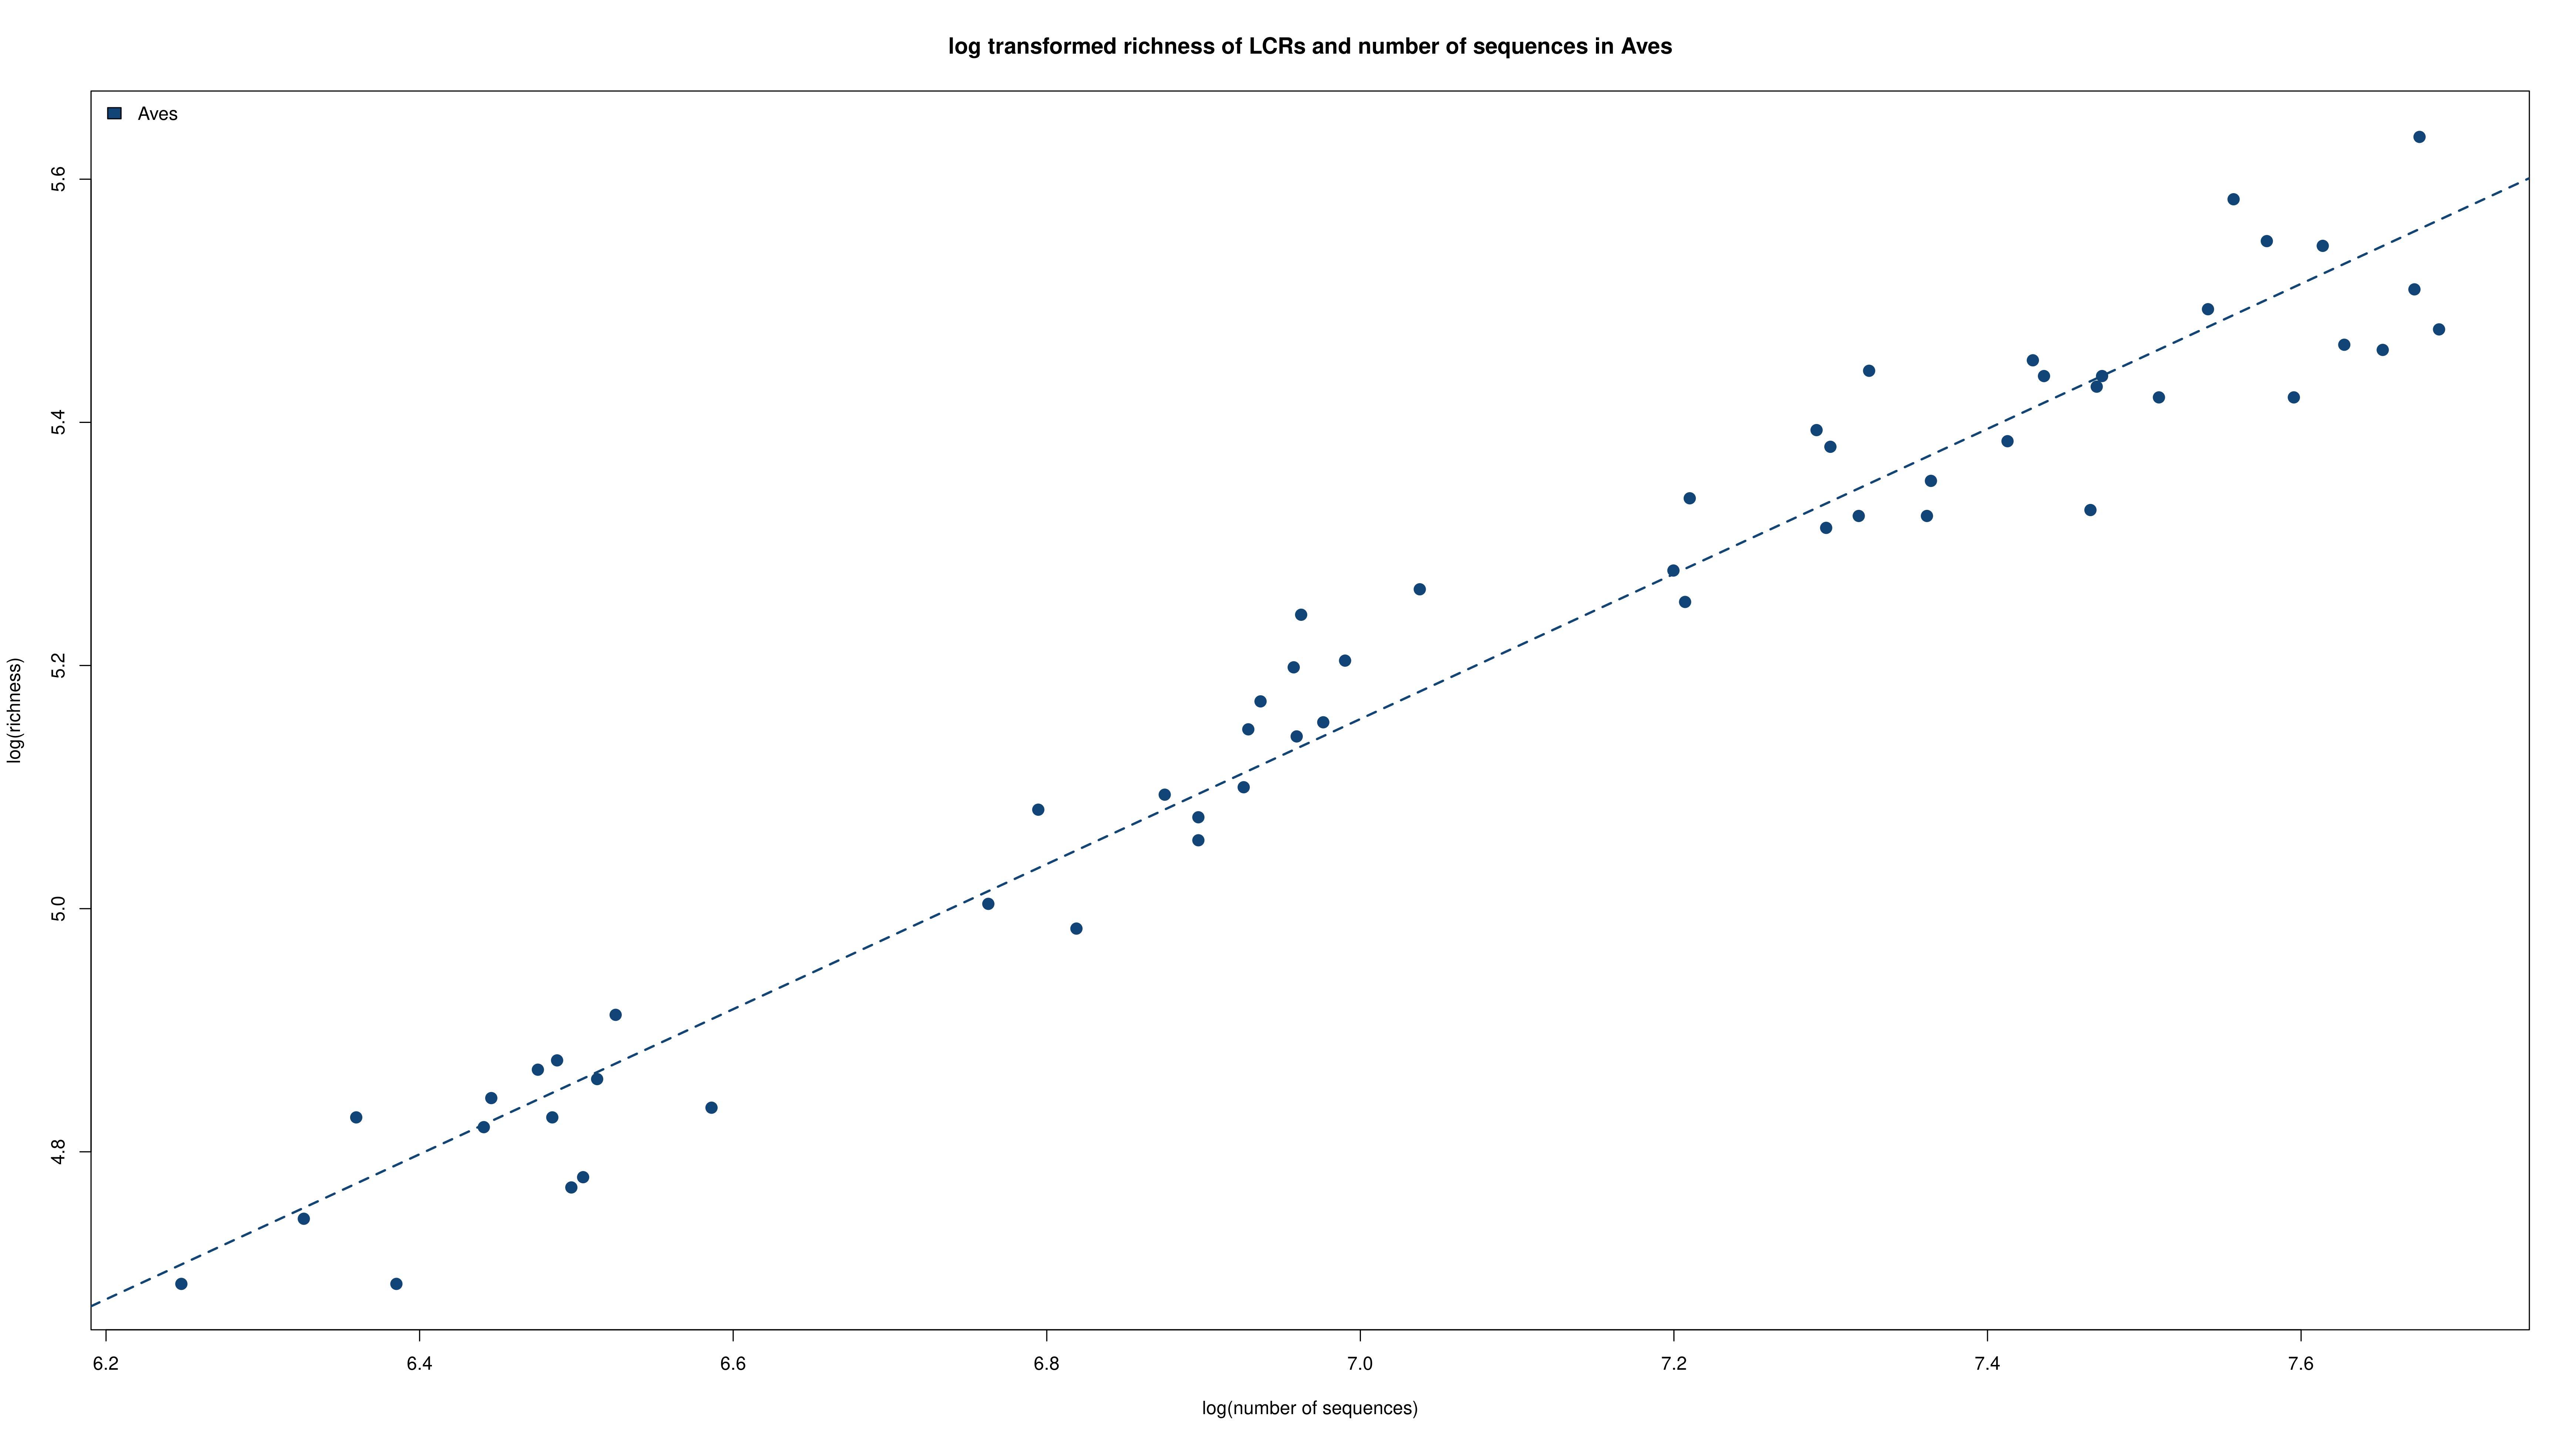 log transformed richness of LCRs and number of sequences in Aves
Aves
5.6
5.4
5.2
5.0
4.8
log(richness)
6.2 6.4 6.6 6.8 7.0 7.2 7.4 7.6
log(number of sequences)